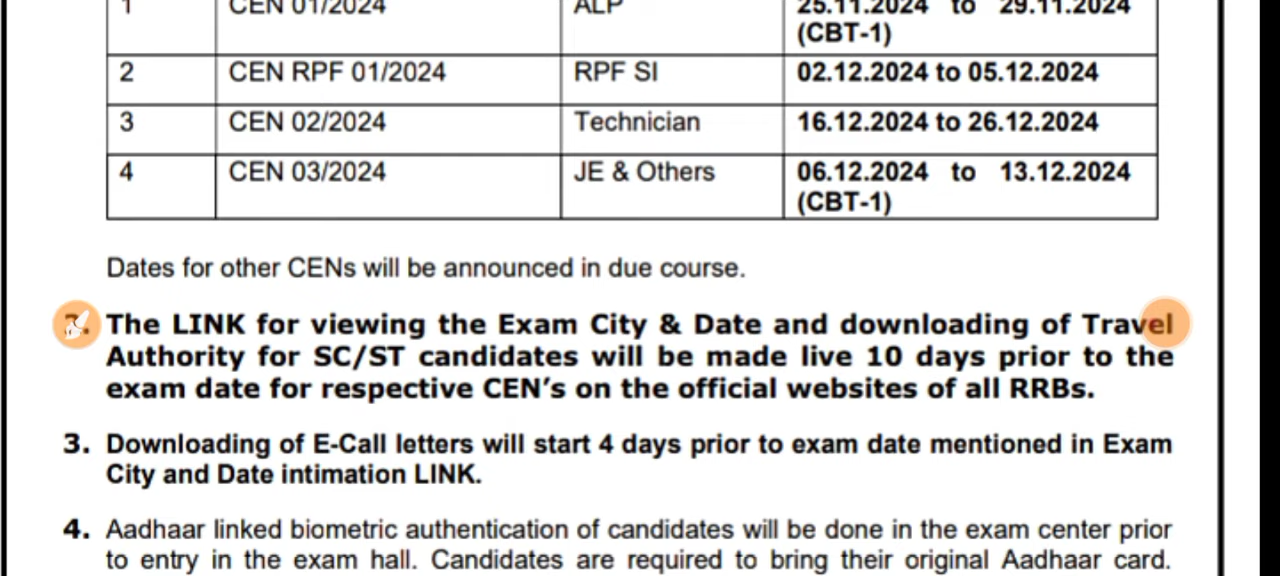 1 CEN 01/2024 ALP 25.11.2024 to 29.11.2024
(CBT-1)
2 CEN RPF 01/2024 RPF SI 02.12.2024 to 05.12.2024
3 CEN 02/2024 Technician 16.12.2024 to 26.12.2024
4 CEN 03/2024 JE & Others 06.12.2024 to 13.12.2024
(CBT-1)
Dates for other CENs will be announced in due course.
2. The LINK for viewing the Exam City & Date and downloading of Travel
Authority for SC/ST candidates will be made live 10 days prior to the
exam date for respective CEN's on the official websites of all RRBs.
3. Downloading of E-Call letters will start 4 days prior to exam date mentioned in Exam
City and Date intimation LINK.
4. Aadhaar linked biometric authentication of candidates will be done in the exam center prior
to entry in the exam hall. Candidates are required to bring their original Aadhaar card.